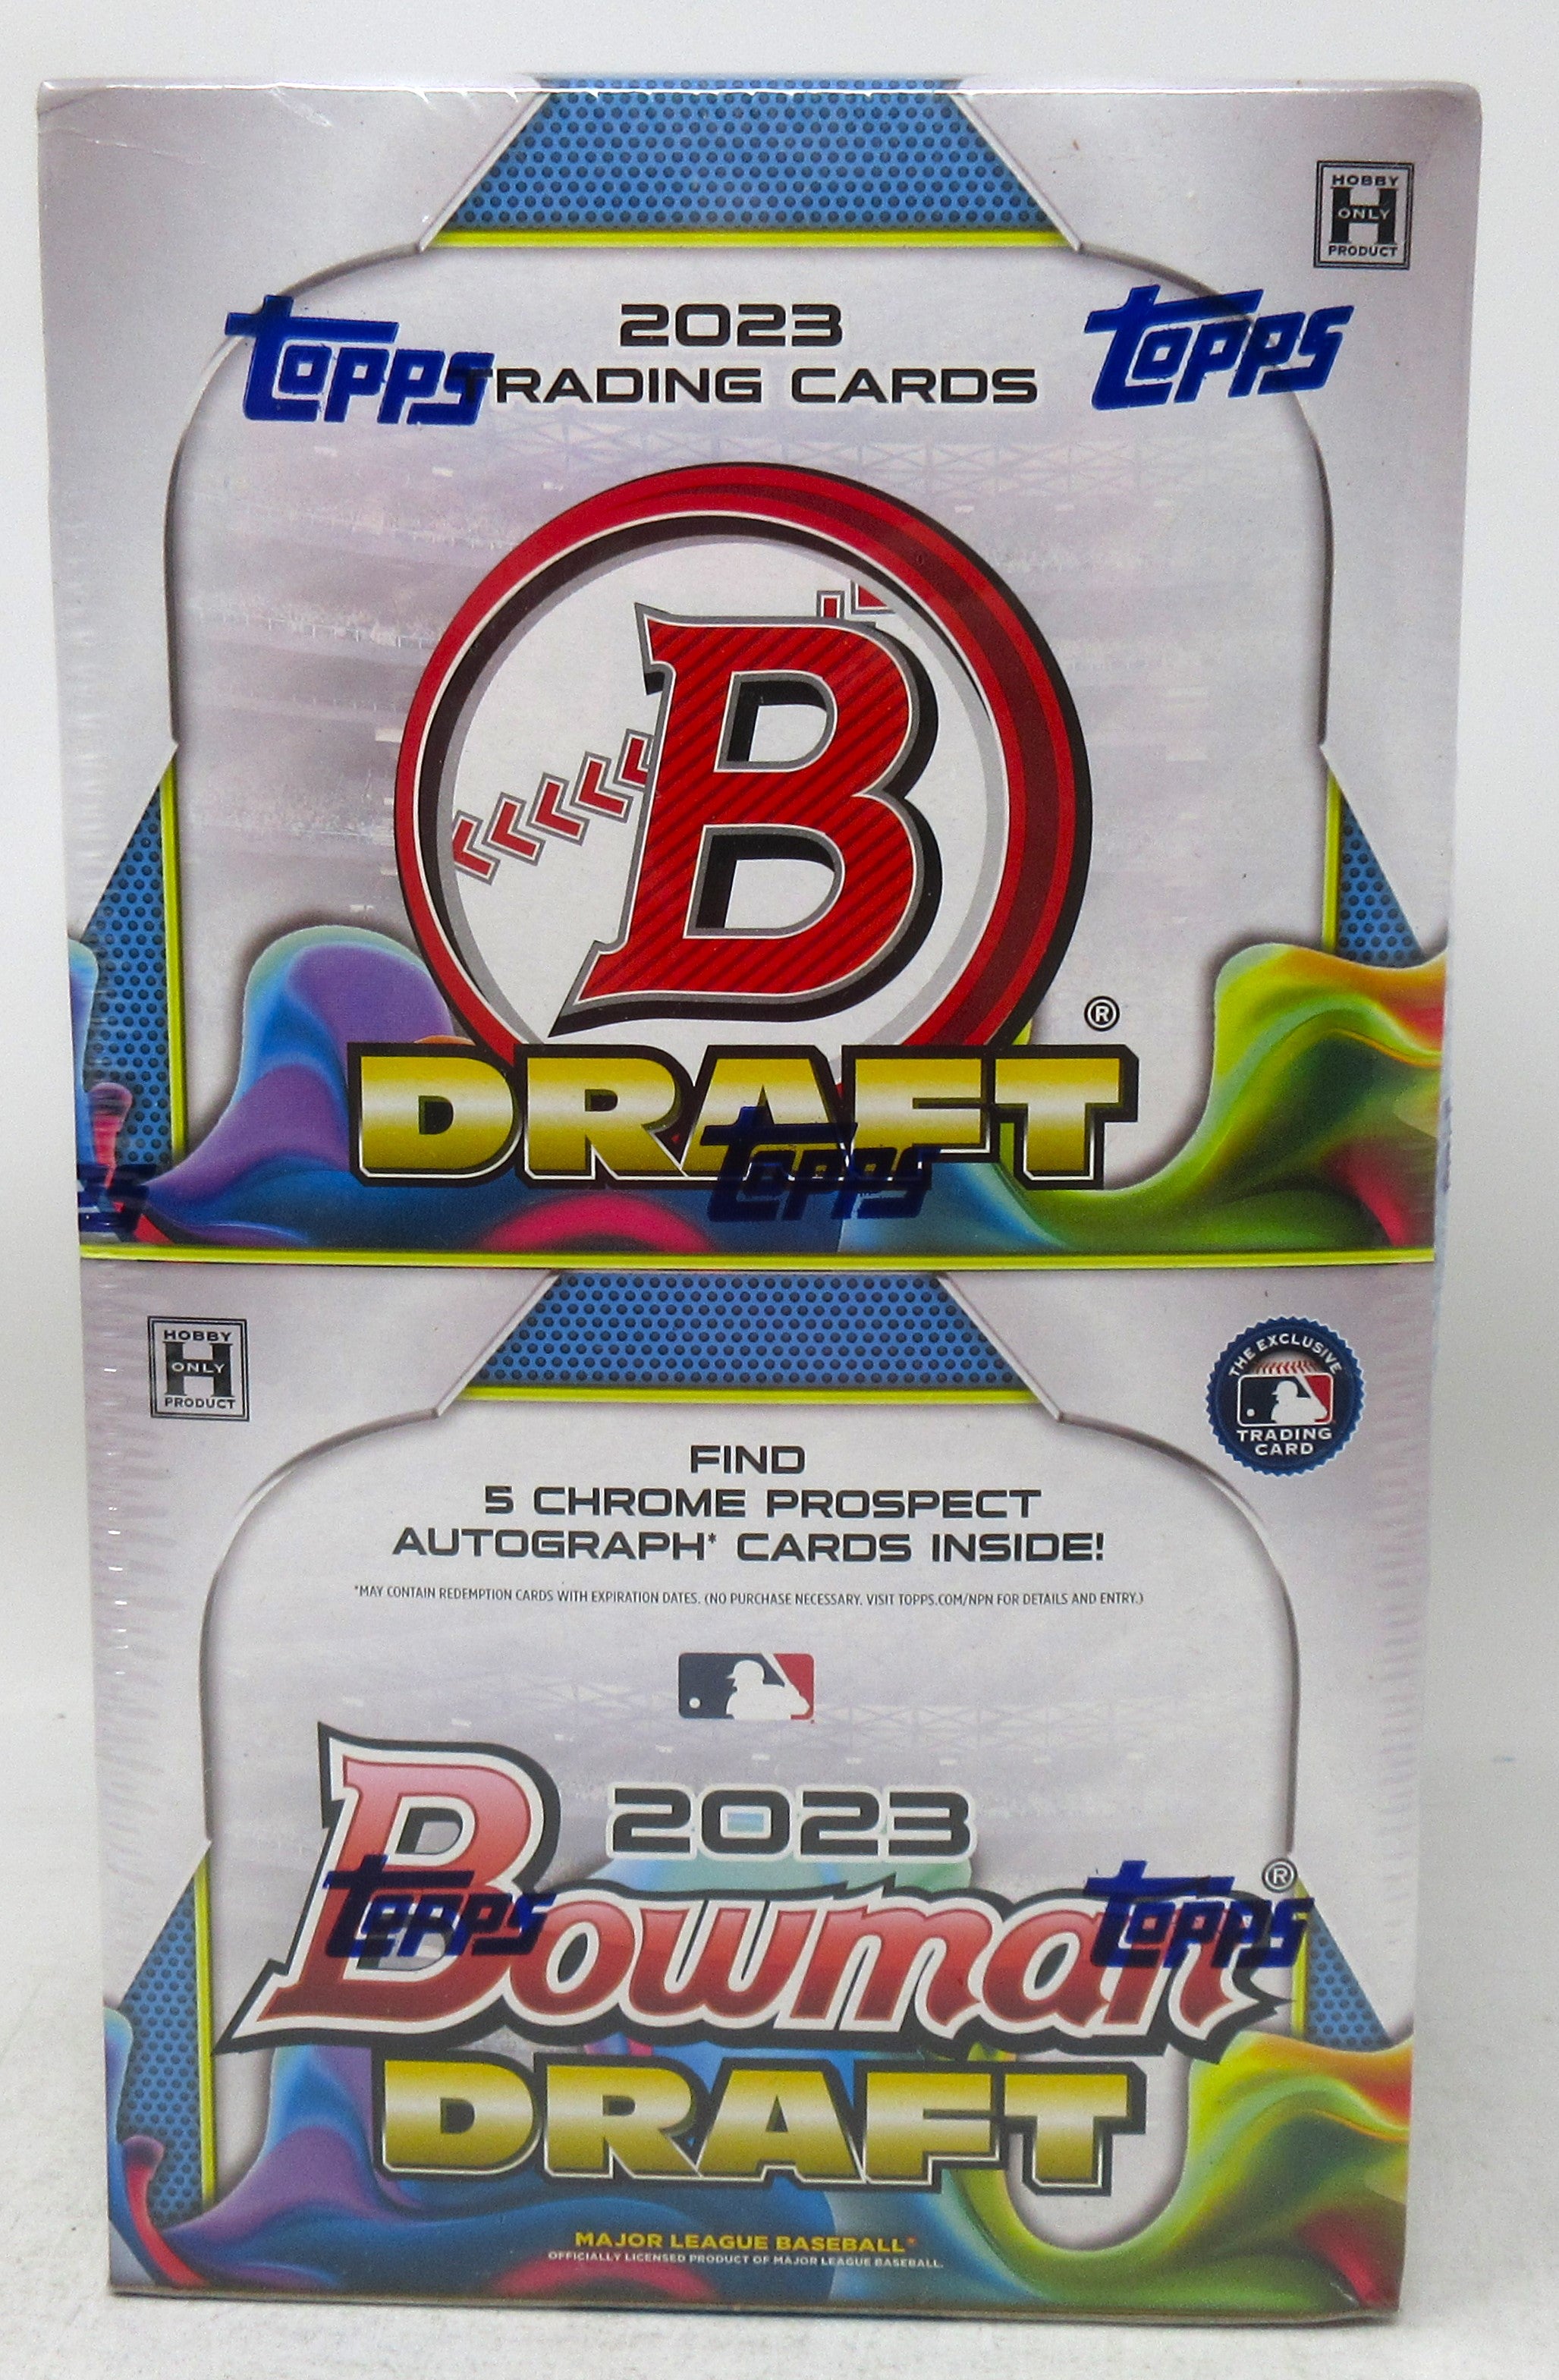 HOBBY
ONLY
H
PRODUCT
2023
TRADING CARDS
Topps
Topps
B
®
DRAFT
Topps
PPS
HOBBY
ONLY
H
PRODUCT
THE EXCLUSIVE
TRADING
CARD
FIND
5 CHROME PROSPECT
AUTOGRAPH* CARDS INSIDE!
*MAY CONTAIN REDEMPTION CARDS WITH EXPIRATION DATES. (NO PURCHASE NECESSARY. VISIT TOPPS.COM/NPN FOR DETAILS AND ENTRY.)
2023
Bowman®
Topps
Topps
DRAFT
MAJOR LEAGUE BASEBALL*
OFFICIALLY LICENSED PRODUCT OF MAJOR LEAGUE BASEBALL.